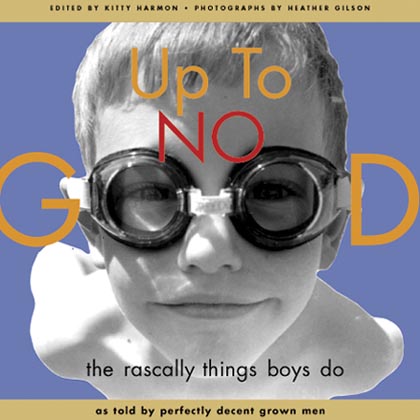 EDITED BY KITTY HARMON • PHOTOGRAPHS BY HEATHER GILSON
Up To
NO
G D
the rascally things boys do
as told by perfectly decent grown men